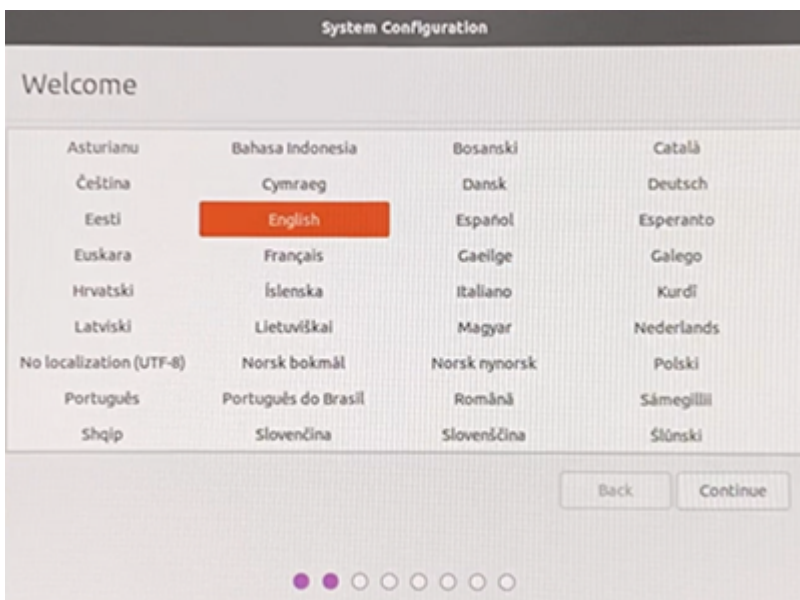 System Configuration
Welcome
Asturianu Bahasa Indonesia Bosanski Català
Čeština Cymraeg Dansk Deutsch
Eesti English Español Esperanto
Euskara Français Gaeilge Galego
Hrvatski Íslenska Italiano Kurdî
Latviski Lietuviškai Magyar Nederlands
No localization (UTF-8) Norsk bokmål Norsk nynorsk Polski
Português Português do Brasil Română Sámegillii
Shqip Slovenčina Slovenščina Ślůnski
Back Continue